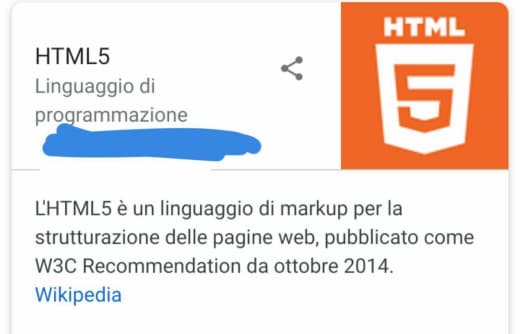 HTML
5
HTML5
Linguaggio di
programmazione
L'HTML5 è un linguaggio di markup per la
strutturazione delle pagine web, pubblicato come
W3C Recommendation da ottobre 2014.
Wikipedia